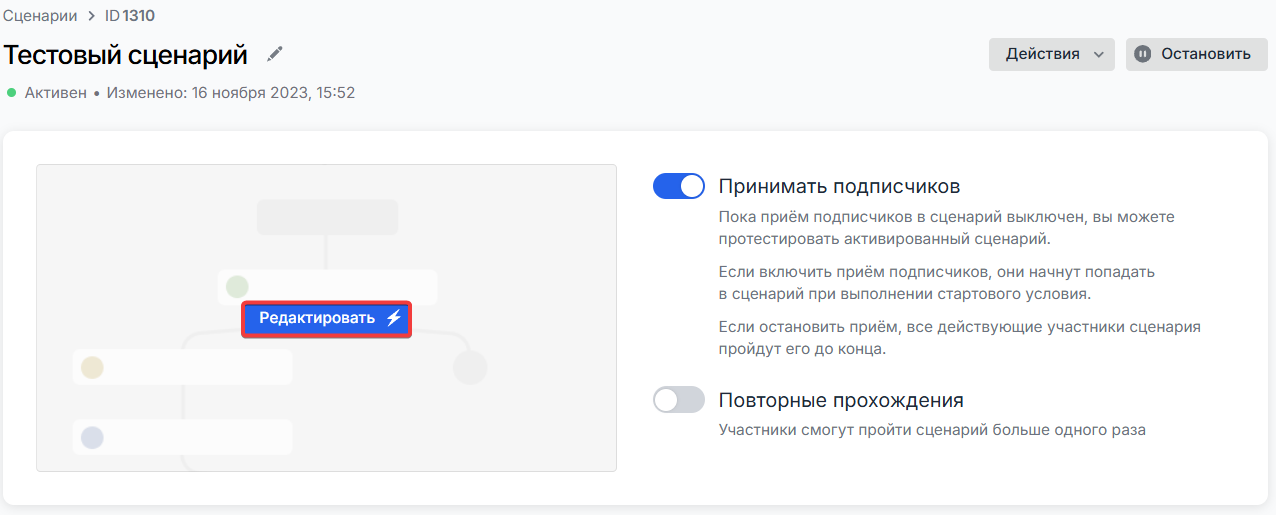 Сценарии > ID 1310
Тестовый сценарий
Действия
Остановить
Активен • Изменено: 16 ноября 2023, 15:52
Редактировать
Принимать подписчиков
Пока приём подписчиков в сценарий выключен, вы можете
протестировать активированный сценарий.
Если включить приём подписчиков, они начнут попадать
в сценарий при выполнении стартового условия.
Если остановить приём, все действующие участники сценария
пройдут его до конца.
Повторные прохождения
Участники смогут пройти сценарий больше одного раза